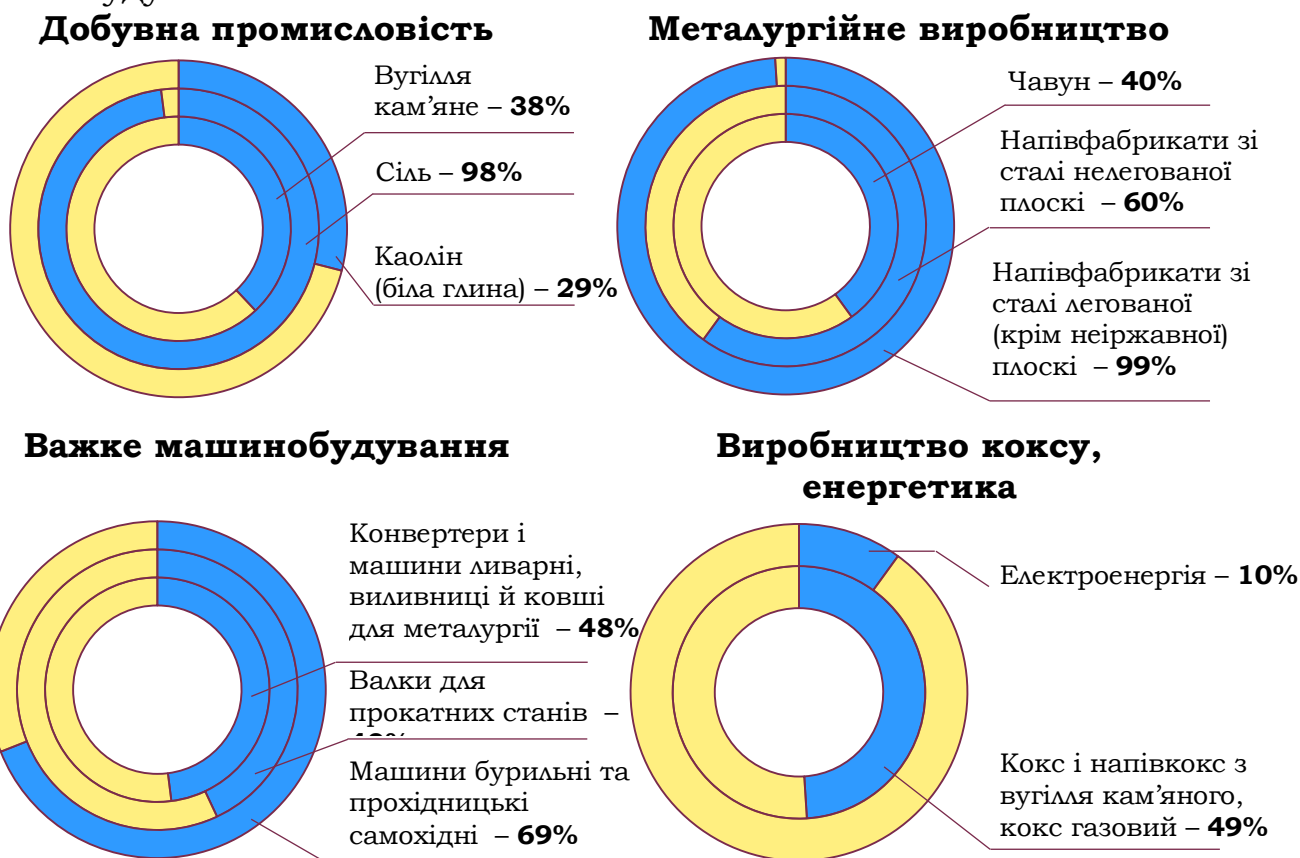 Добувна промисловість
Вугілля
кам’яне – 38%
Сіль – 98%
Каолін
(біла глина) – 29%
Металургійне виробництво
Чавун – 40%
Напівфабрикати зі
сталі нелегованої
плоскі – 60%
Напівфабрикати зі
сталі легованої
(крім неіржавної)
плоскі – 99%
Важке машинобудування
Конвертери і
машини ливарні,
виливниці й ковші
для металургії – 48%
Валки для
прокатних станів –
Машини бурильні та
прохідницькі
самохідні – 69%
Виробництво коксу,
енергетика
Електроенергія – 10%
Кокс і напівкокс з
вугілля кам’яного,
кокс газовий – 49%